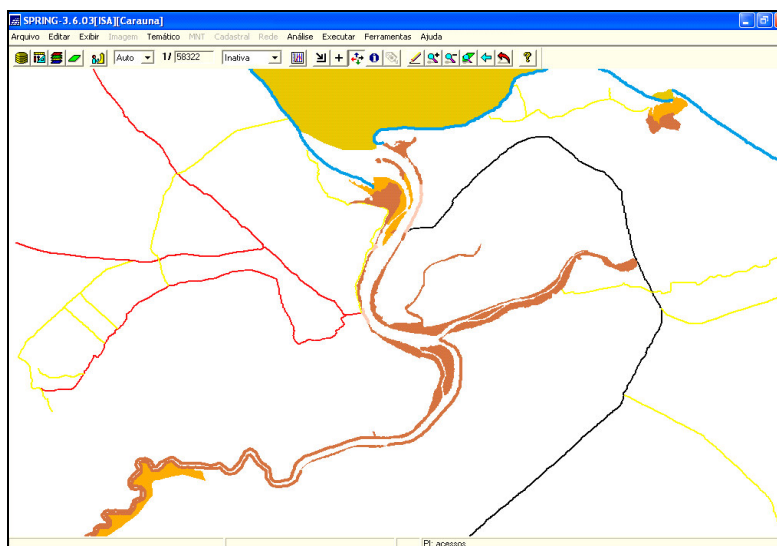 SPRING-3.6.03[ISA][Carauna]
Arquivo Editar Exibir Imagem Temático MNT Cadastral Rede Análise Executar Ferramentas Ajuda
Auto 1/ 58322 Inativa
PI: acessos